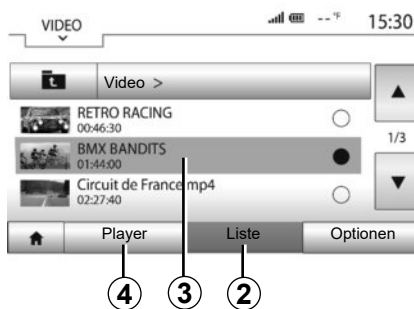 VIDEO
--°F
15:30
Video >
RETRO RACING
00:46:30
1/3
BMX BANDITS
01:44:00
Circuit de France mp4
02:27:40
Player
Liste
Optionen
4
3
2